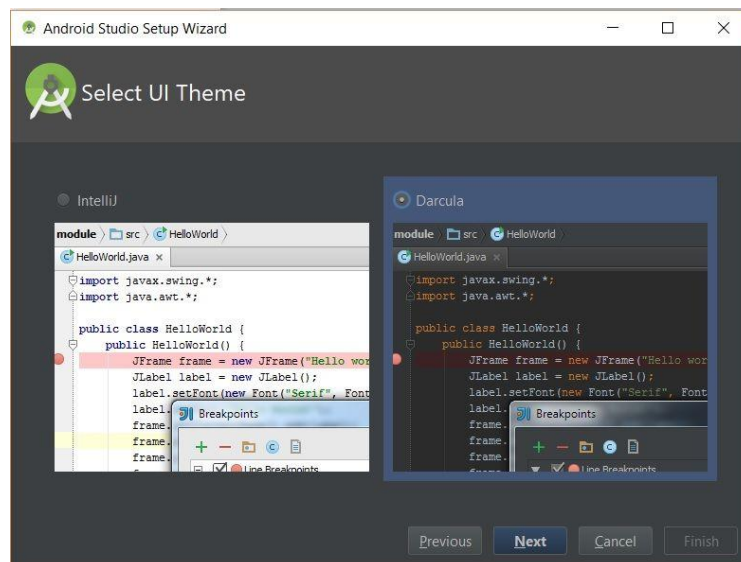 Android Studio Setup Wizard
Select UI Theme
IntelliJ
module src HelloWorld
HelloWorld.java ×
import javax.swing.*;
import java.awt.*;
public class HelloWorld {
public HelloWorld() {
JFrame frame = new JFrame("Hello wor
JLabel label = new JLabel();
label.setFont(new Font("Serif", Font
label.
frame.
frame.
frame.
Breakpoints
Line Breakpoints
Darcula
module src HelloWorld
HelloWorld.java ×
import javax.swing.*;
import java.awt.*;
public class HelloWorld {
public HelloWorld() {
JFrame frame = new JFrame("Hello wor
JLabel label = new JLabel();
label.setFont(new Font("Serif", Font
label.
frame.
frame.
frame.
Breakpoints
Line Breakpoints
Previous
Next
Cancel
Finish